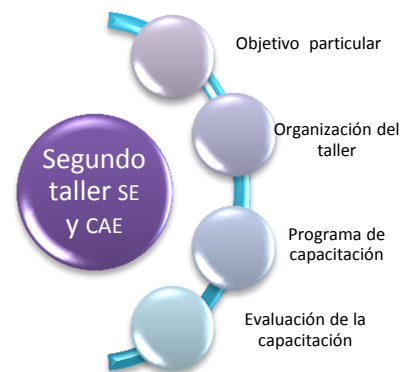 Segundo
taller SE
y CAE
Objetivo particular
Organización del
taller
Programa de
capacitación
Evaluación de la
capacitación